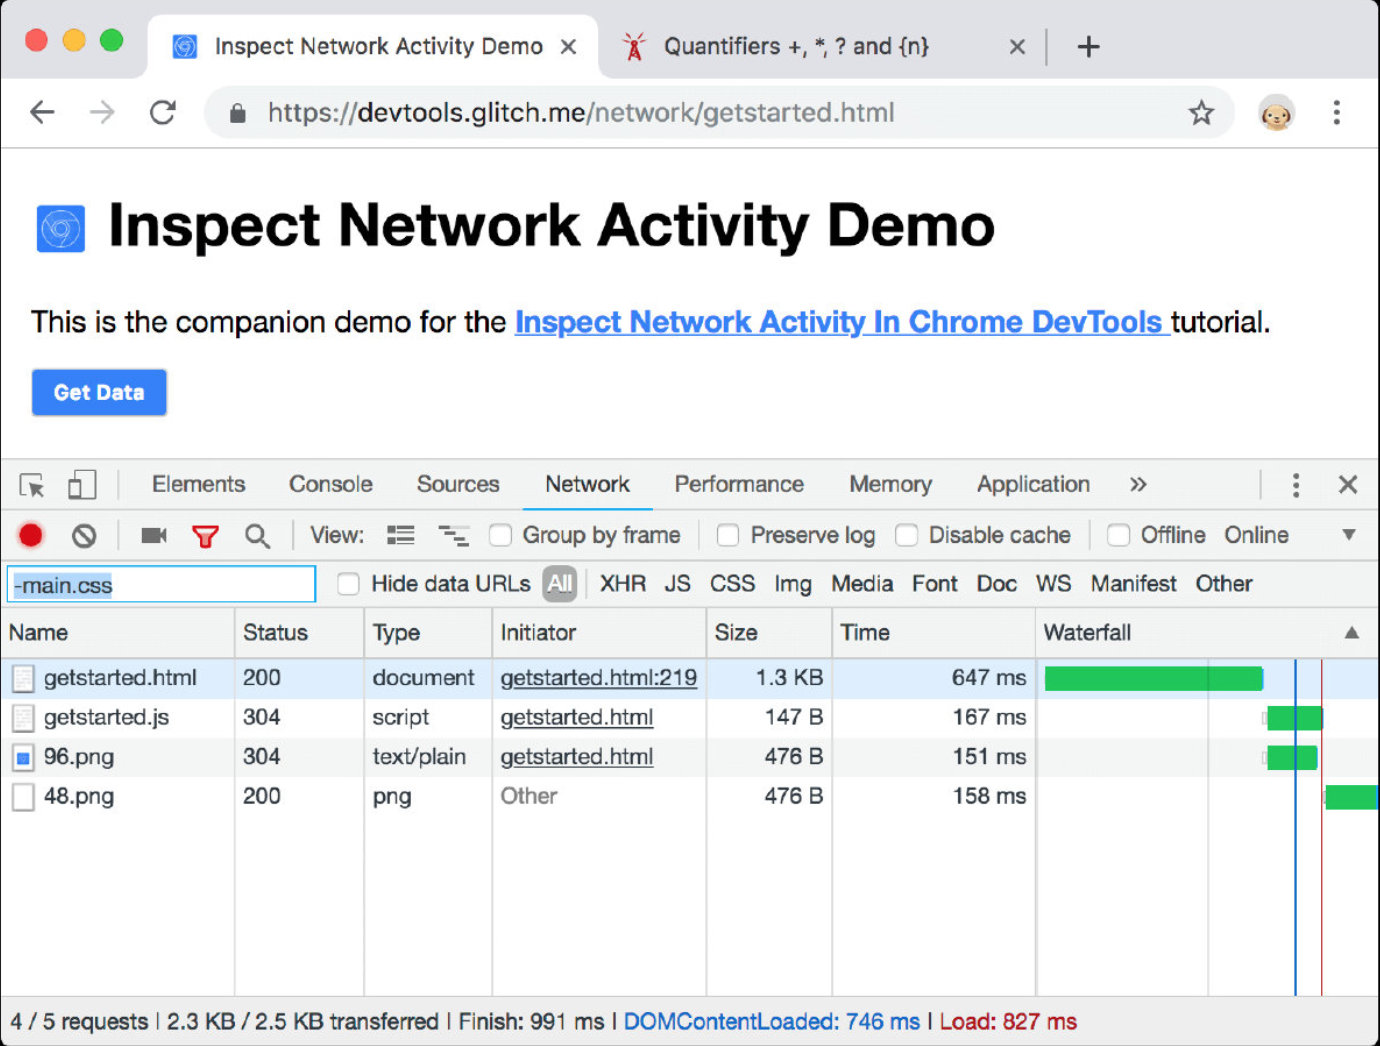 Inspect Network Activity Demo
Quantifiers +, *, ? and {n}
https://devtools.glitch.me/network/getstarted.html
Inspect Network Activity Demo
This is the companion demo for the Inspect Network Activity In Chrome DevTools tutorial.
Get Data
Elements Console Sources Network Performance Memory Application »
View: Group by frame Preserve log Disable cache Offline Online
-main.css Hide data URLs All XHR JS CSS Img Media Font Doc WS Manifest Other
Name Status Type Initiator Size Time Waterfall
getstarted.html 200 document getstarted.html:219 1.3 KB 647 ms
getstarted.js 304 script getstarted.html 147 B 167 ms
96.png 304 text/plain getstarted.html 476 B 151 ms
48.png 200 png Other 476 B 158 ms
4 / 5 requests | 2.3 KB / 2.5 KB transferred | Finish: 991 ms | DOMContentLoaded: 746 ms | Load: 827 ms